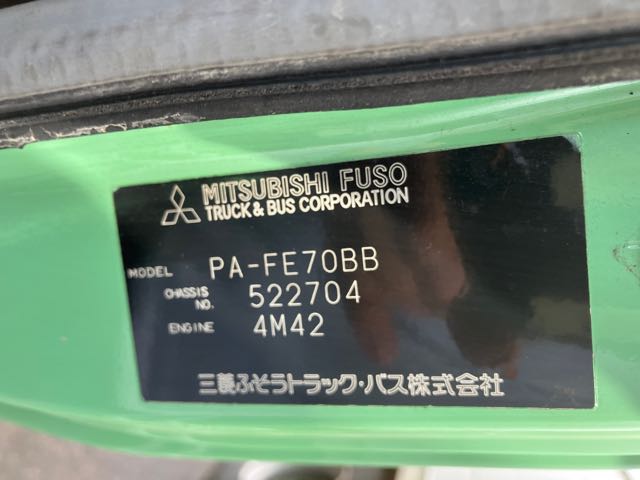 MITSUBISHI FUSO
TRUCK & BUS CORPORATION
MODEL PA-FE70BB
CHASSIS NO. 522704
ENGINE 4M42
三菱ふそうトラック・バス株式会社